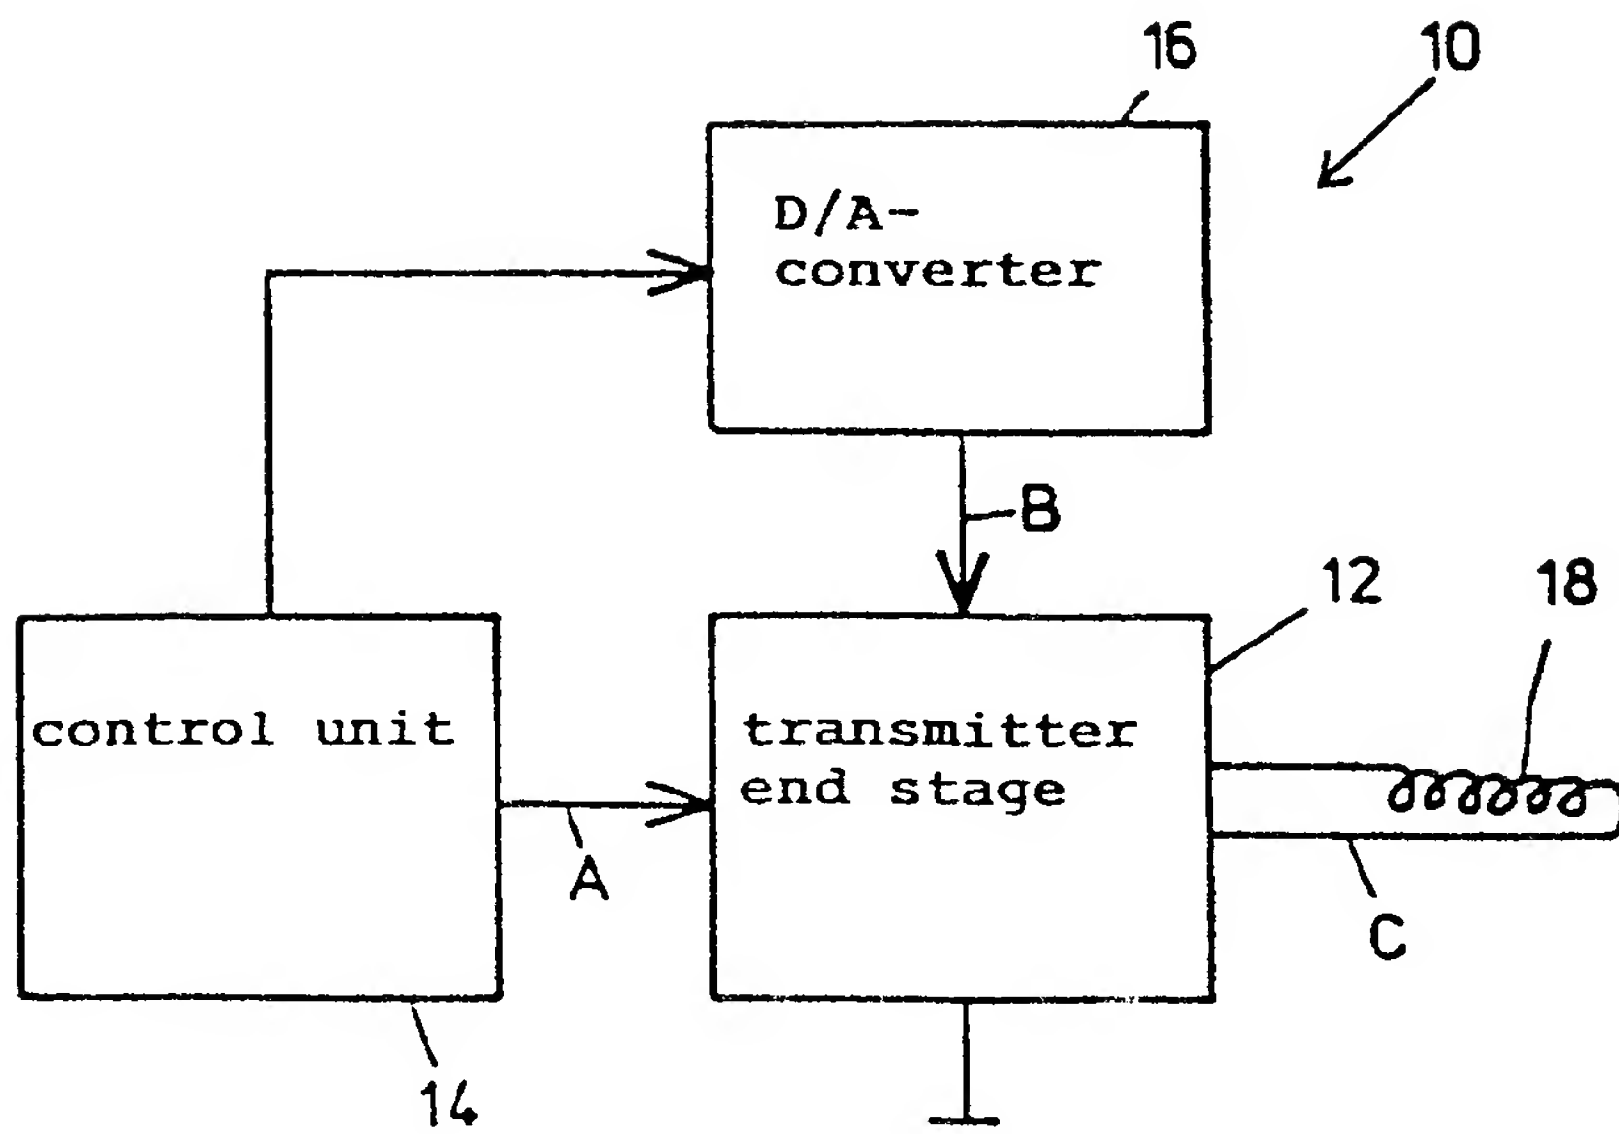 16
10
D/A-
converter
B
12
18
control unit
transmitter
end stage
A
C
14